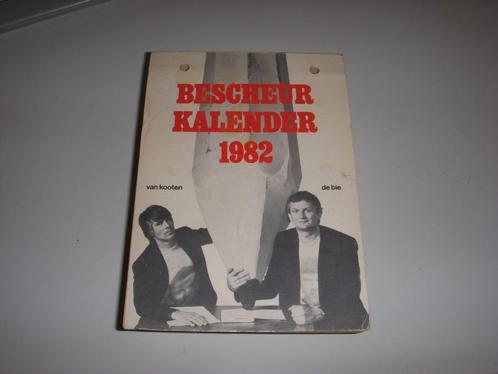 BESCHEUR
KALENDER
1982
van kooten
de bie